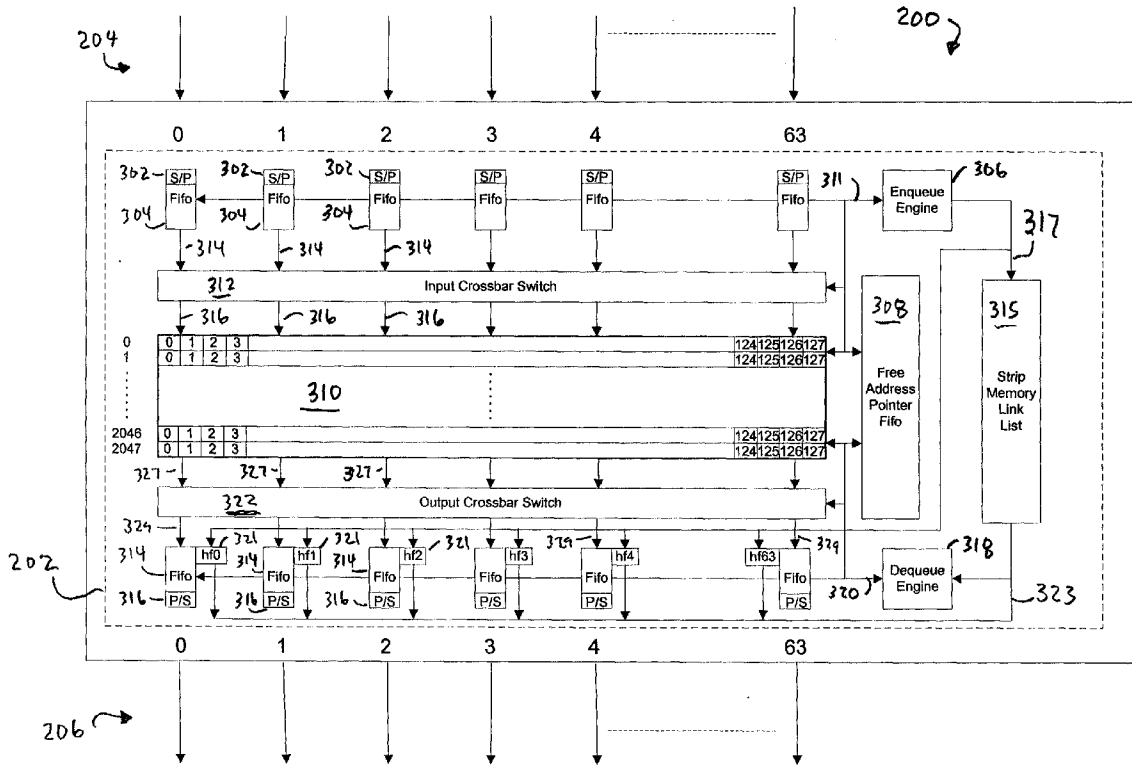 204
200
0 1 2 3 4 63
302 S/P 302 S/P 302 S/P S/P S/P S/P
311
Enqueue Engine
306
Fifo Fifo Fifo Fifo Fifo Fifo
304 304 304
317
314 314 314
312 Input Crossbar Switch
308
315
316 316 316
0 0 1 2 3 124 125 126 127
1 0 1 2 3 124 125 126 127
310
Free Address Pointer Fifo
Strip Memory Link List
2046 0 1 2 3 124 125 126 127
2047 0 1 2 3 124 125 126 127
327 327 327
322 Output Crossbar Switch
329 321 321 321 329 329
318
hf0 hf1 hf2 hf3 hf4 hf63
314 Fifo 314 Fifo 314 Fifo Fifo Fifo Fifo
Dequeue Engine
320
323
202
316 P/S 316 P/S 316 P/S P/S P/S P/S
0 1 2 3 4 63
206